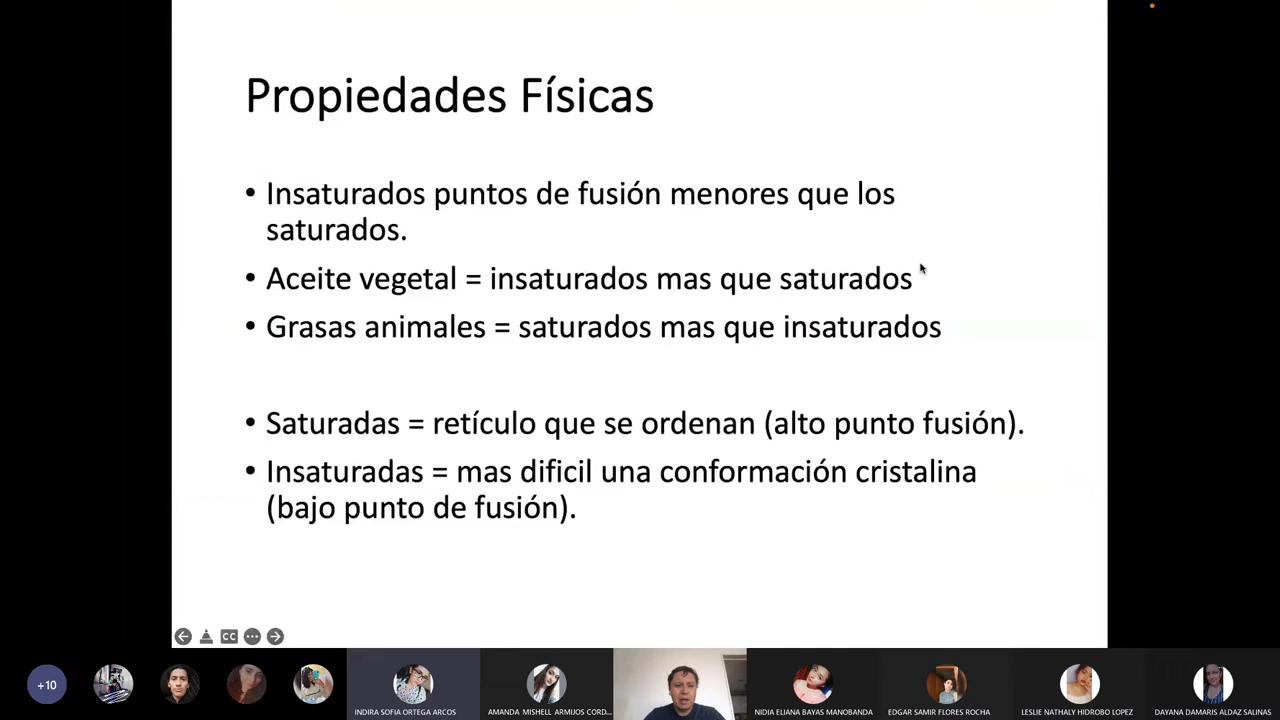 Propiedades Físicas
• Insaturados puntos de fusión menores que los
saturados.
• Aceite vegetal = insaturados mas que saturados
• Grasas animales = saturados mas que insaturados
• Saturadas = retículo que se ordenan (alto punto fusión).
• Insaturadas = mas dificil una conformación cristalina
(bajo punto de fusión).
CC
+10
INDIRA SOFIA ORTEGA ARCOS
AMANDA MISHELL ARMIJOS CORD...
NIDIA ELIANA BAYAS MANOBANDA
EDGAR SAMIR FLORES ROCHA
LESLIE NATHALY HIDROBO LOPEZ
DAYANA DAMARIS ALDAZ SALINAS